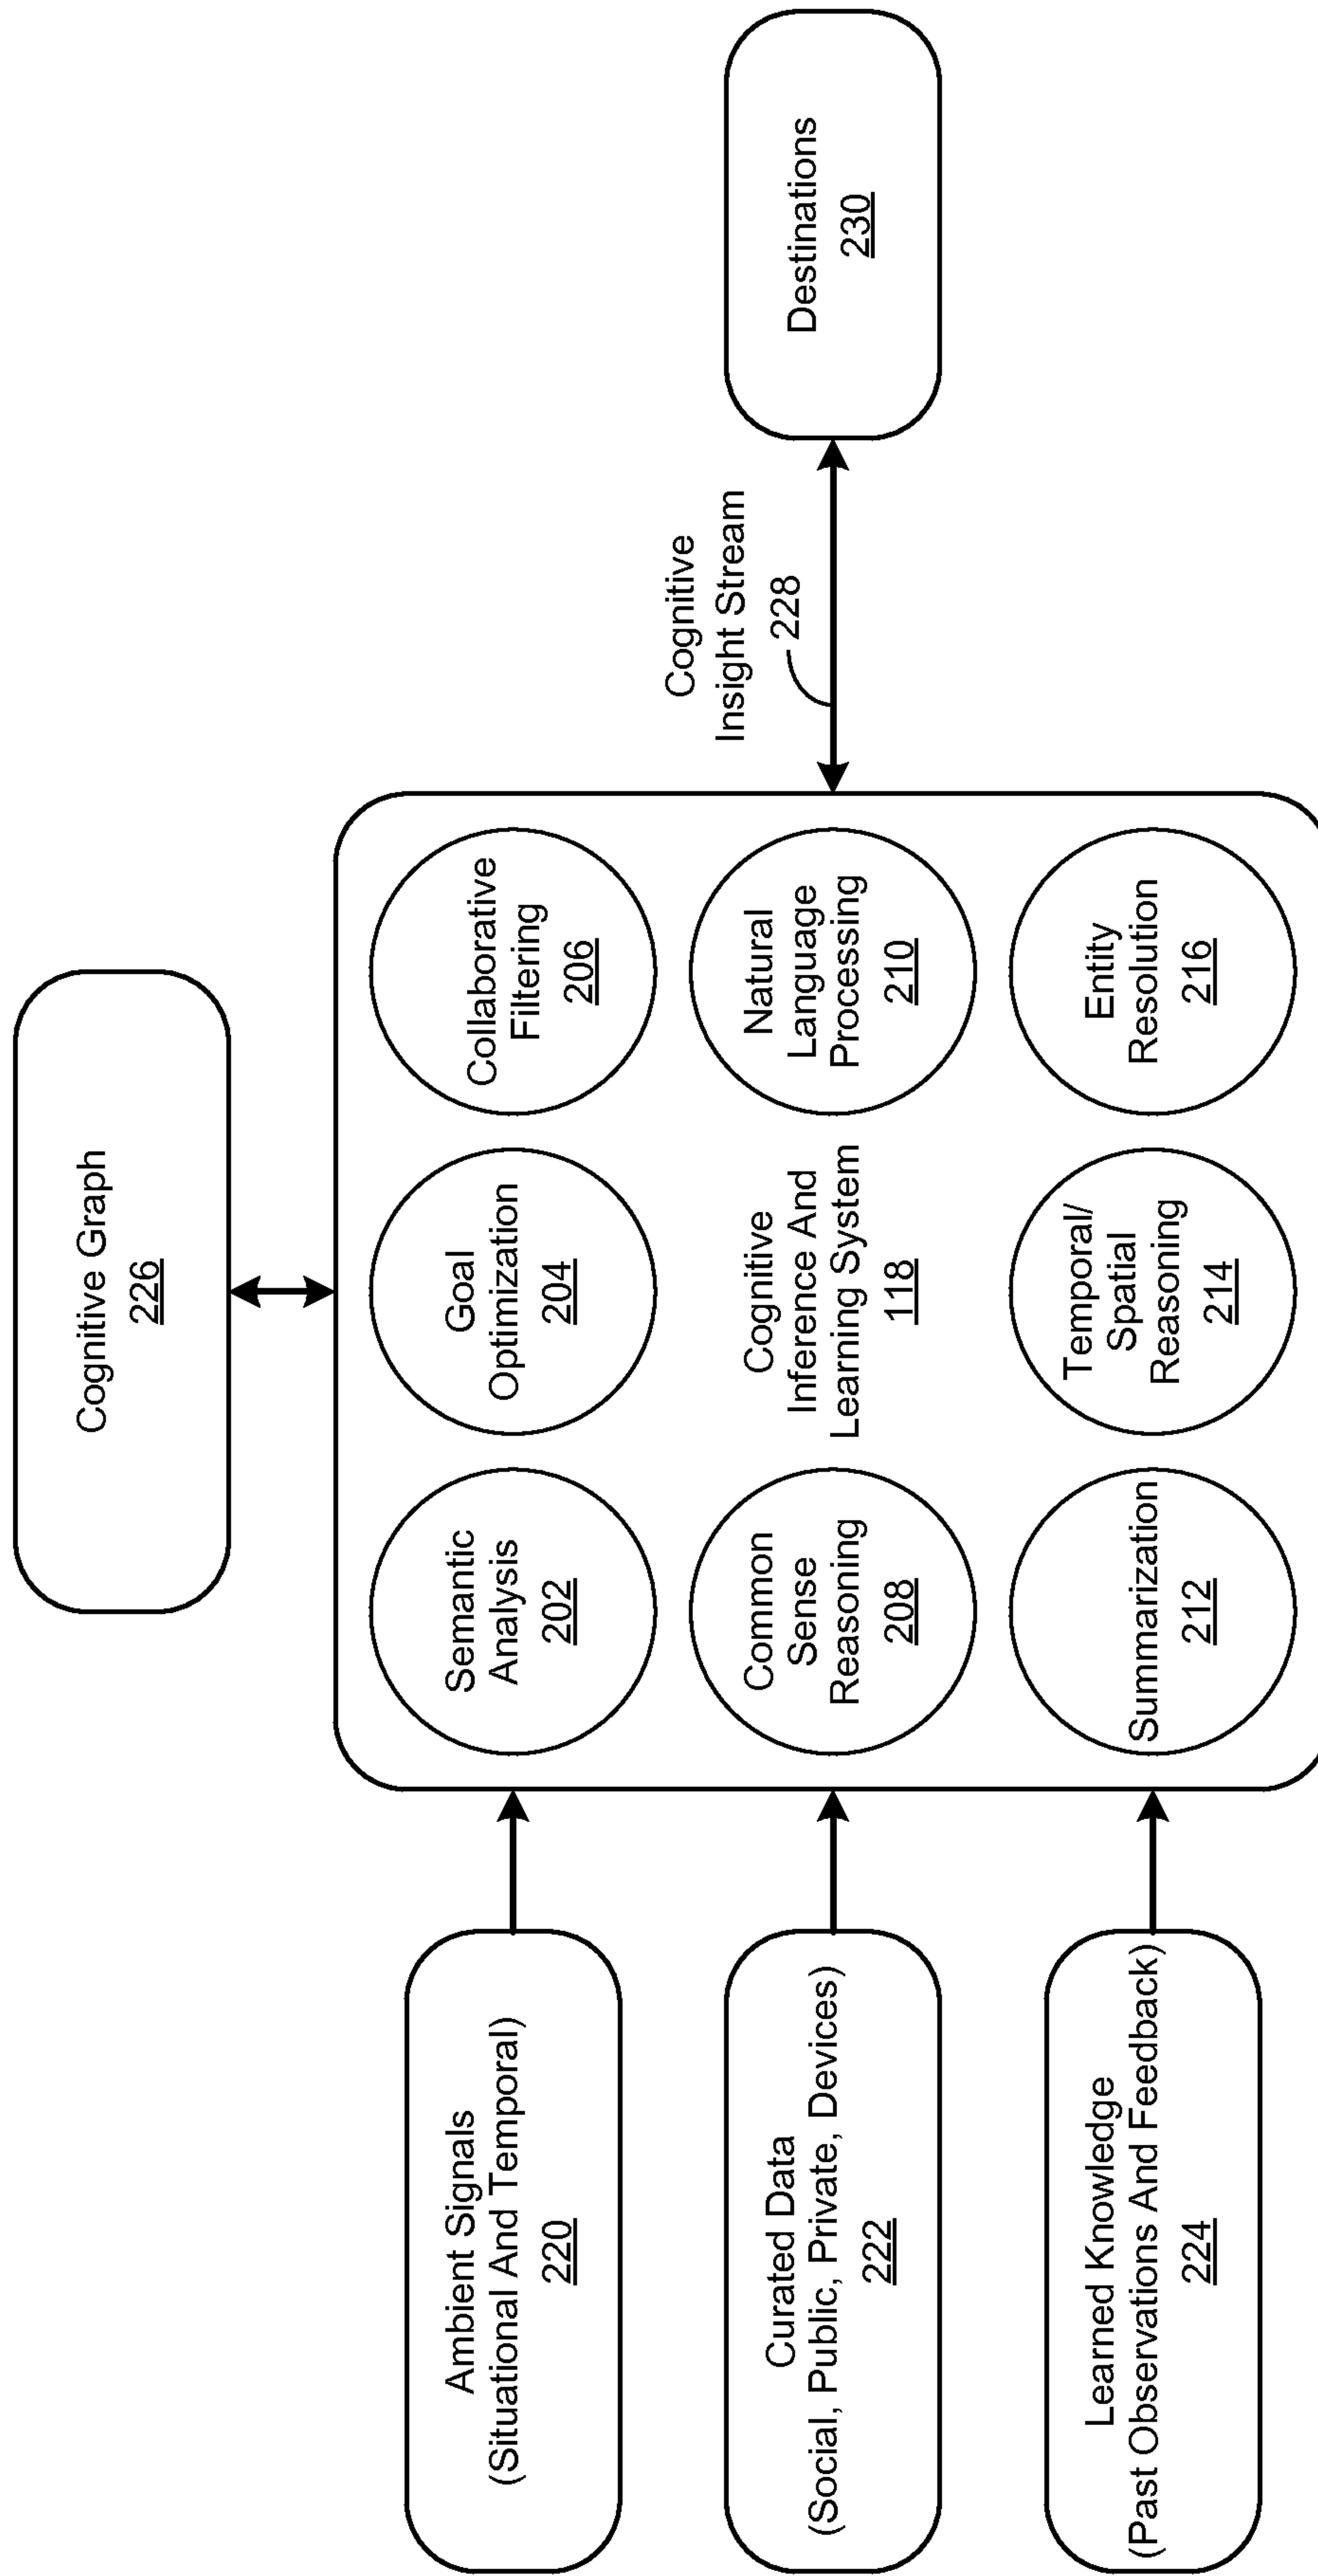 Cognitive Graph
226
Ambient Signals
(Situational And Temporal)
220
Curated Data
(Social, Public, Private, Devices)
222
Learned Knowledge
(Past Observations And Feedback)
224
Semantic
Analysis
202
Goal
Optimization
204
Collaborative
Filtering
206
Common
Sense
Reasoning
208
Cognitive
Inference And
Learning System
118
Natural
Language
Processing
210
Summarization
212
Temporal/
Spatial
Reasoning
214
Entity
Resolution
216
Cognitive
Insight Stream
228
Destinations
230